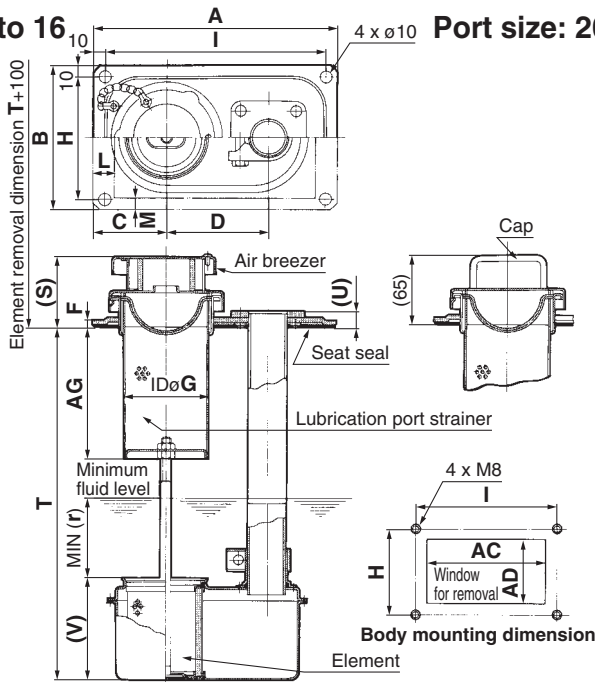 to 16
Port size: 20
A
I
4 x ø10
10
10
B
H
L
C
M
D
Element removal dimension T+100
Air breezer
(S)
F
(U)
Seat seal
Cap
(65)
AG
IDøG
Lubrication port strainer
Minimum
fluid level
T
MIN (r)
(V)
Element
4 x M8
I
H
AC
AD
Window
for removal
Body mounting dimension